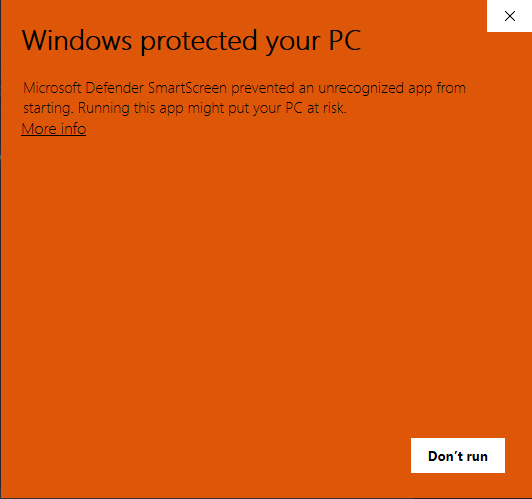 Windows protected your PC
Microsoft Defender SmartScreen prevented an unrecognized app from
starting. Running this app might put your PC at risk.
More info
Don’t run